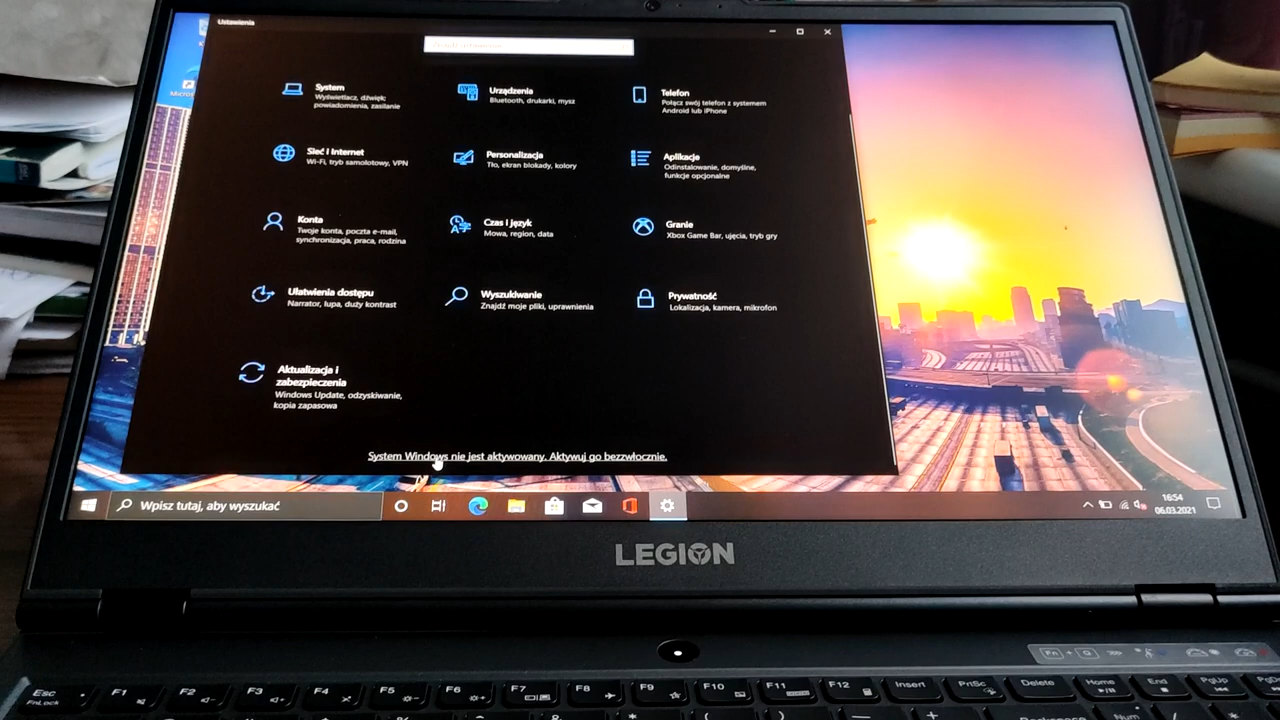 Ustawienia
System
Wyświetlacz, dźwięk,
powiadomienia, zasilanie
Urządzenia
Bluetooth, drukarki, mysz
Telefon
Połącz swój telefon z systemem
Android lub iPhone
Sieć i Internet
Wi-Fi, tryb samolotowy, VPN
Personalizacja
Tło, ekran blokady, kolory
Aplikacje
Odinstalowanie, domyślne,
funkcje opcjonalne
Konta
Twoje konta, poczta e-mail,
synchronizacja, praca, rodzina
Czas i język
Mowa, region, data
Granie
Xbox Game Bar, ujęcia, tryb gry
Ułatwienia dostępu
Narrator, lupa, duży kontrast
Wyszukiwanie
Znajdź moje pliki, uprawnienia
Prywatność
Lokalizacja, kamera, mikrofon
Aktualizacja i
zabezpieczenia
Windows Update, odzyskiwanie,
kopia zapasowa
System Windows nie jest aktywowany. Aktywuj go bezzwłocznie.
Wpisz tutaj, aby wyszukać
16:54
06.03.2021
LEGION
Fn + Q
Esc F1 F2 F3 F4 F5 F6 F7 F8 F9 F10 F11 F12 Insert PrtSc Delete Home End PgUp
FnLock
Backspace Num